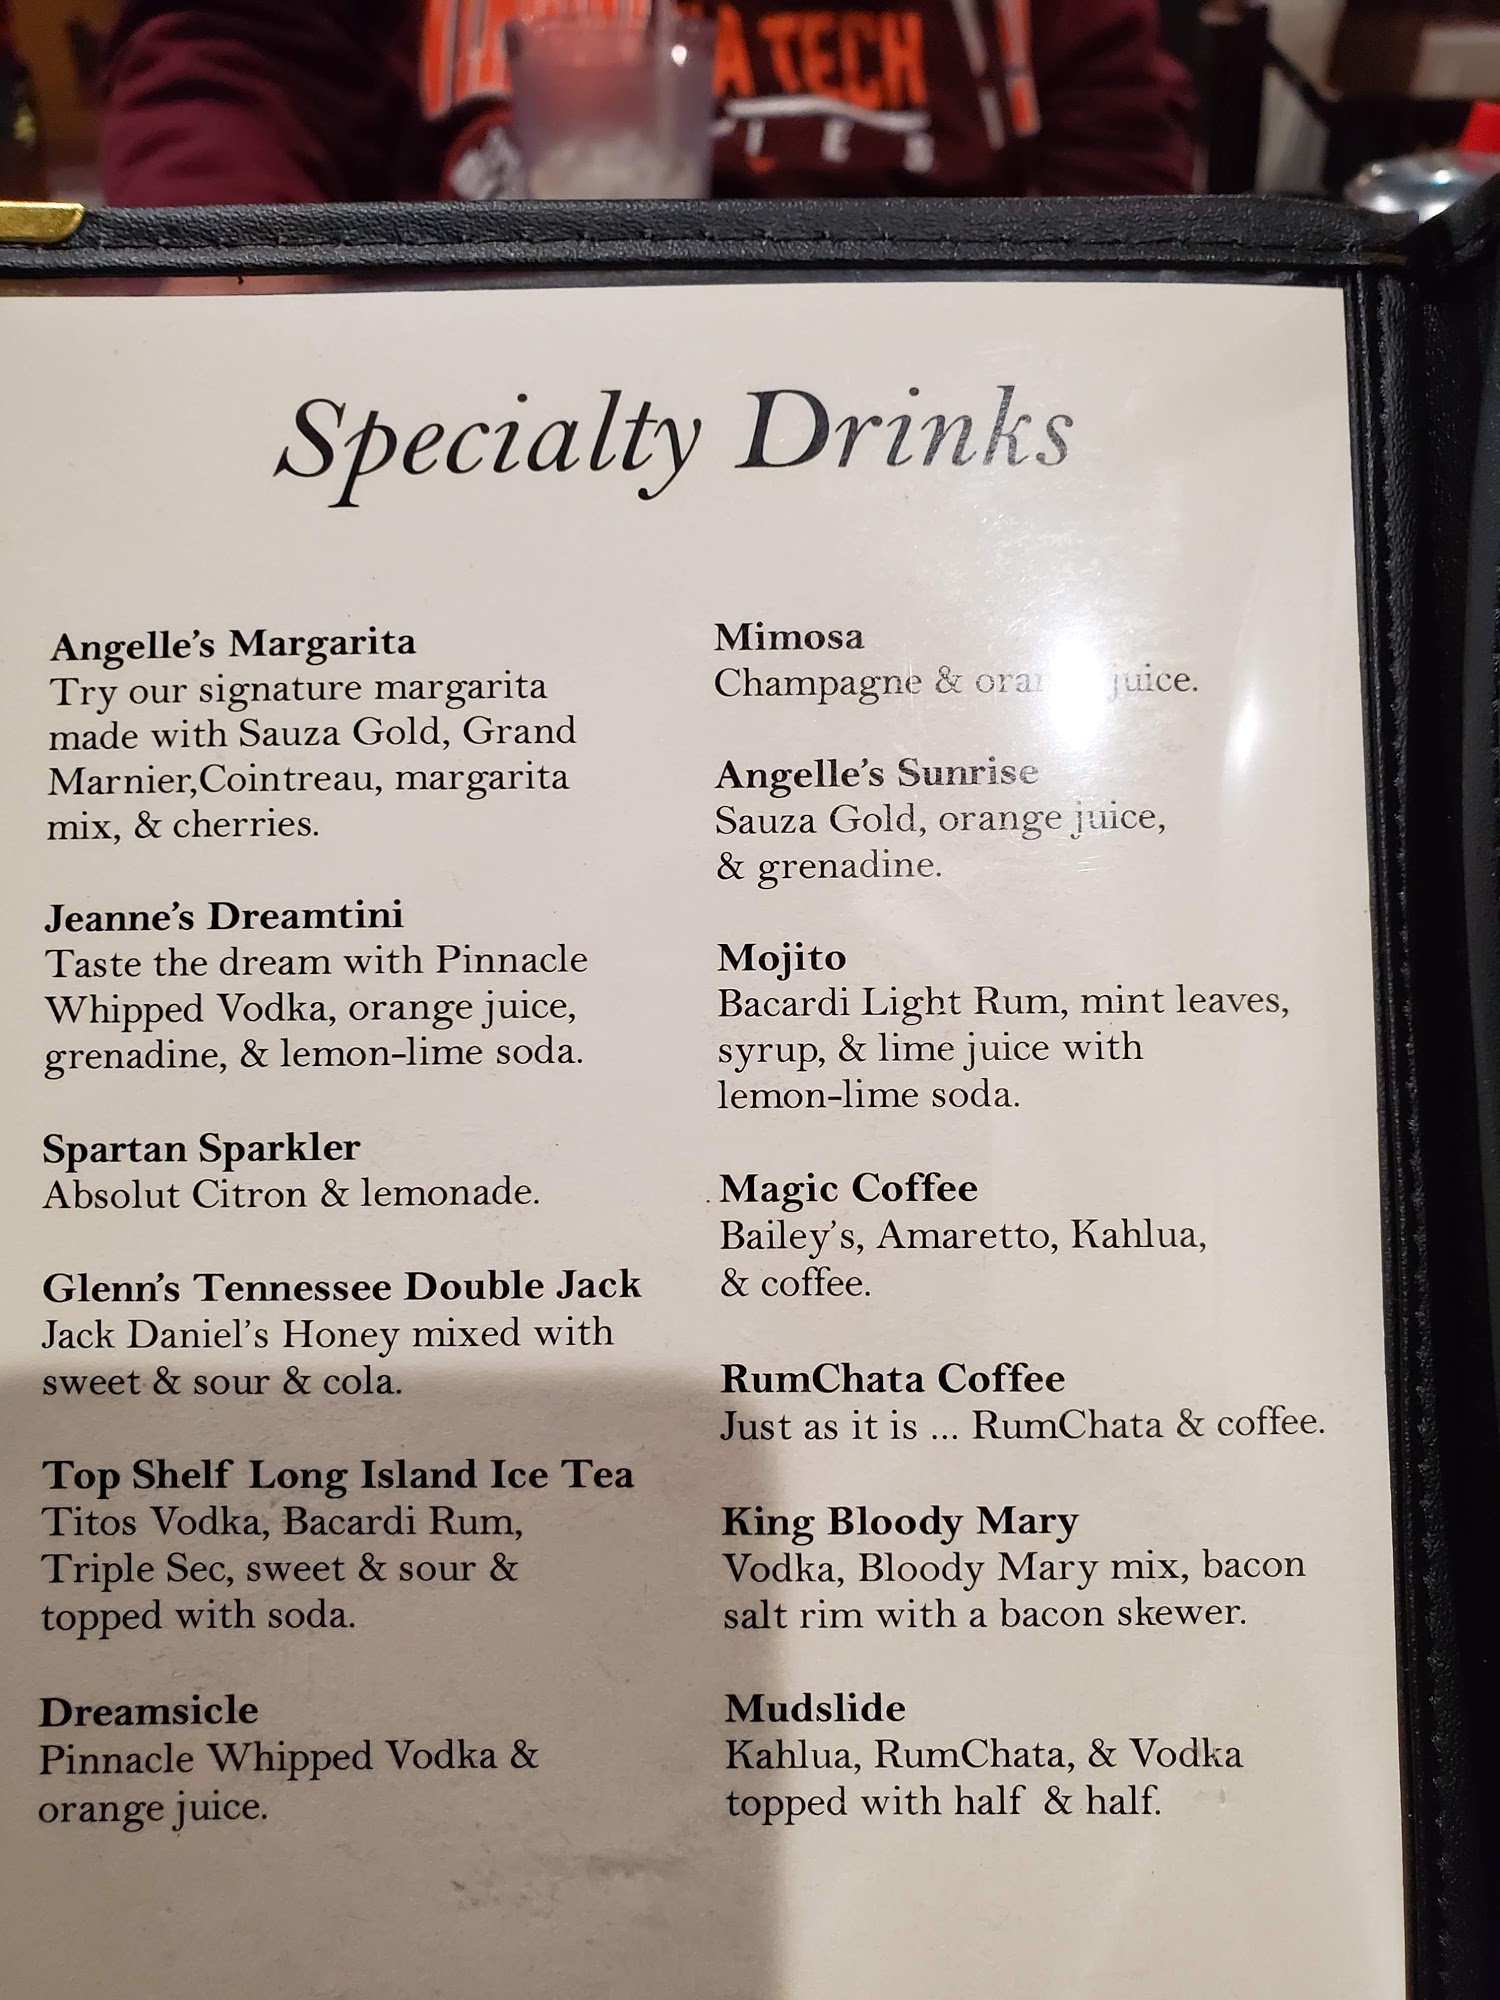 A TECH
I E S
Specialty Drinks
Angelle's Margarita
Try our signature margarita
made with Sauza Gold, Grand
Marnier,Cointreau, margarita
mix, & cherries.
Jeanne's Dreamtini
Taste the dream with Pinnacle
Whipped Vodka, orange juice,
grenadine, & lemon-lime soda.
Spartan Sparkler
Absolut Citron & lemonade.
Glenn's Tennessee Double Jack
Jack Daniel's Honey mixed with
sweet & sour & cola.
Top Shelf Long Island Ice Tea
Titos Vodka, Bacardi Rum,
Triple Sec, sweet & sour &
topped with soda.
Dreamsicle
Pinnacle Whipped Vodka &
orange juice.
Mimosa
Champagne & orange juice.
Angelle's Sunrise
Sauza Gold, orange juice,
& grenadine.
Mojito
Bacardi Light Rum, mint leaves,
syrup, & lime juice with
lemon-lime soda.
Magic Coffee
Bailey's, Amaretto, Kahlua,
& coffee.
RumChata Coffee
Just as it is ... RumChata & coffee.
King Bloody Mary
Vodka, Bloody Mary mix, bacon
salt rim with a bacon skewer.
Mudslide
Kahlua, RumChata, & Vodka
topped with half & half.